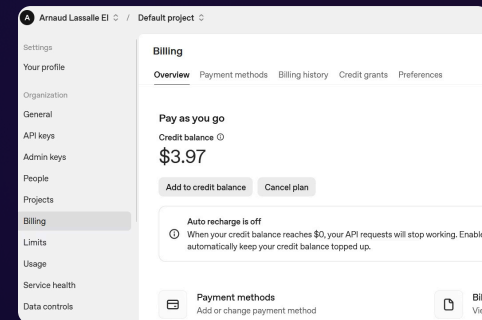 A Arnaud Lassalle EI / Default project
Settings
Your profile
Organization
General
API keys
Admin keys
People
Projects
Billing
Limits
Usage
Service health
Data controls
Billing
Overview Payment methods Billing history Credit grants Preferences
Pay as you go
Credit balance
$3.97
Add to credit balance Cancel plan
Auto recharge is off
When your credit balance reaches $0, your API requests will stop working. Enable
automatically keep your credit balance topped up.
Payment methods
Add or change payment method
Bil
Vie